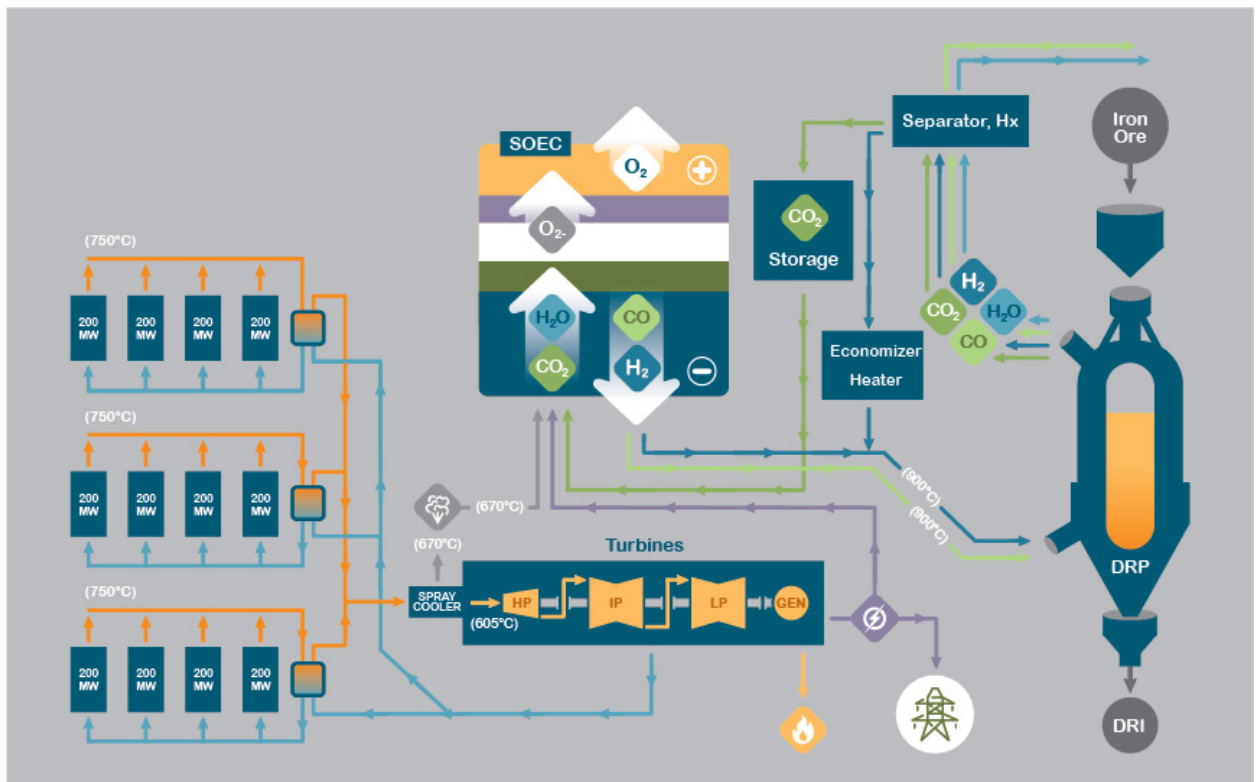 SOEC
O2
O2-
H2O
CO2
CO
H2
Separator, Hx
Iron
Ore
CO2
Storage
H2
CO2
H2O
CO
Economizer
Heater
DRP
DRI
(900°C)
(900°C)
(750°C)
200
MW
200
MW
200
MW
200
MW
(750°C)
200
MW
200
MW
200
MW
200
MW
(750°C)
200
MW
200
MW
200
MW
200
MW
(670°C)
(670°C)
SPRAY
COOLER
(605°C)
Turbines
HP
IP
LP
GEN